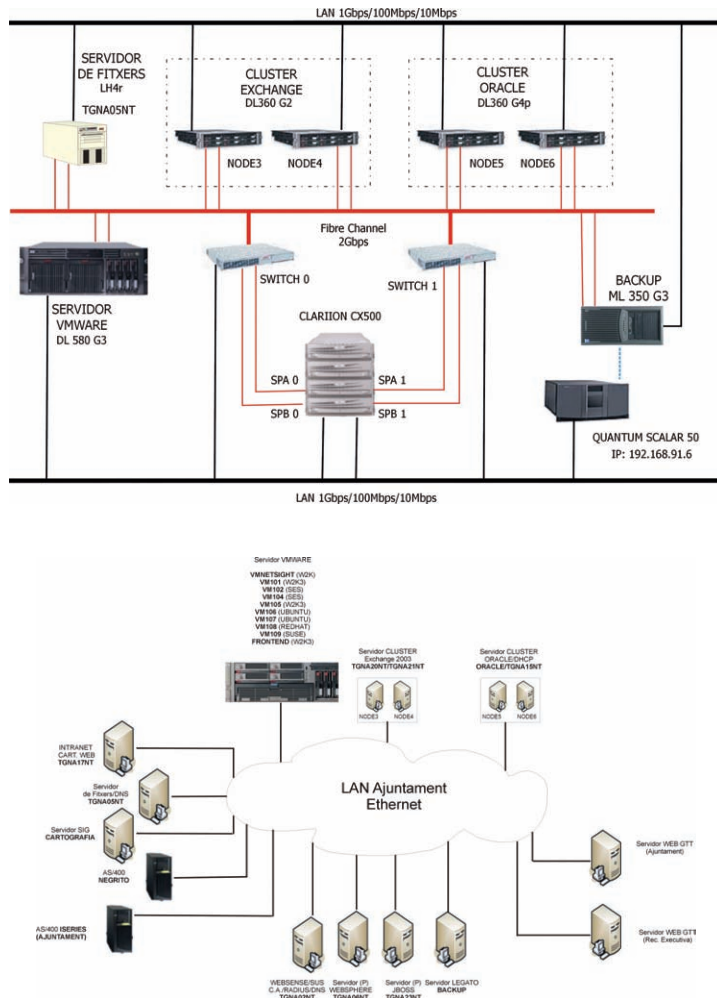 LAN 1Gbps/100Mbps/10Mbps
SERVIDOR
DE FITXERS
LH4r
TGNA05NT
CLUSTER
EXCHANGE
DL360 G2
NODE3
NODE4
CLUSTER
ORACLE
DL360 G4p
NODE5
NODE6
Fibre Channel
2Gbps
SERVIDOR
VMWARE
DL 580 G3
SWITCH 0
SWITCH 1
CLARIION CX500
SPA 0
SPA 1
SPB 0
SPB 1
BACKUP
ML 350 G3
QUANTUM SCALAR 50
IP: 192.168.91.6
LAN 1Gbps/100Mbps/10Mbps
Servidor VMWARE
VMNETSIGHT (W2K)
VM101 (W2K3)
VM102 (SES)
VM104 (SES)
VM105 (W2K3)
VM106 (UBUNTU)
VM107 (UBUNTU)
VM108 (REDHAT)
VM109 (SUSE)
FRONTEND (W2K3)
Servidor CLUSTER
Exchange 2003
TGNA20NT/TGNA21NT
NODE3
NODE4
Servidor CLUSTER
ORACLE/DHCP
ORACLE/TGNA15NT
NODE5
NODE6
INTRANET
CART. WEB
TGNA17NT
Servidor
de Fitxers/DNS
TGNA05NT
Servidor SIG
CARTOGRAFIA
AS/400
NEGRITO
AS/400 ISERIES
(AJUNTAMENT)
LAN Ajuntament
Ethernet
Servidor WEB GTT
(Ajuntament)
Servidor WEB GTT
(Rec. Executiva)
WEBSENSE/SUS
C.A./RADIUS/DNS
Servidor (P)
WEBSPHERE
Servidor (P)
JBOSS
Servidor LEGATO
BACKUP